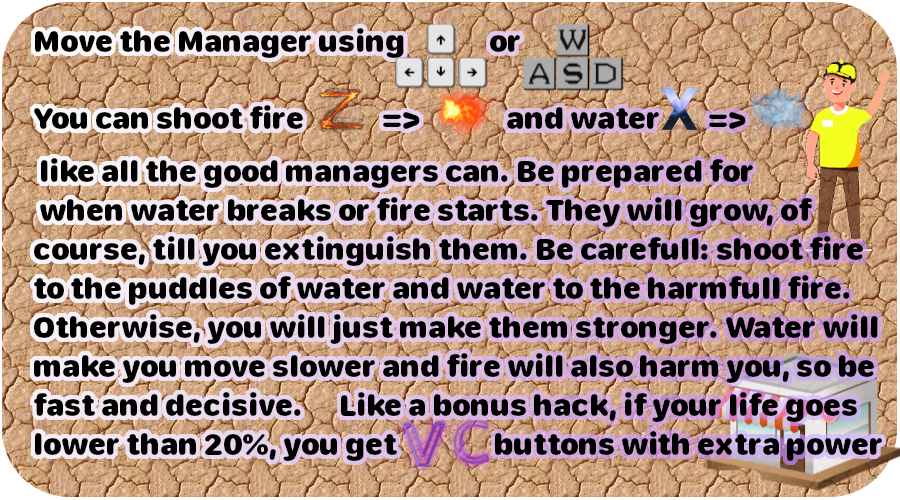 Move the Manager using ↑ ← ↓ → or W A S D
You can shoot fire Z => and water X =>
like all the good managers can. Be prepared for
when water breaks or fire starts. They will grow, of
course, till you extinguish them. Be carefull: shoot fire
to the puddles of water and water to the harmfull fire.
Otherwise, you will just make them stronger. Water will
make you move slower and fire will also harm you, so be
fast and decisive. Like a bonus hack, if your life goes
lower than 20%, you get V C buttons with extra power